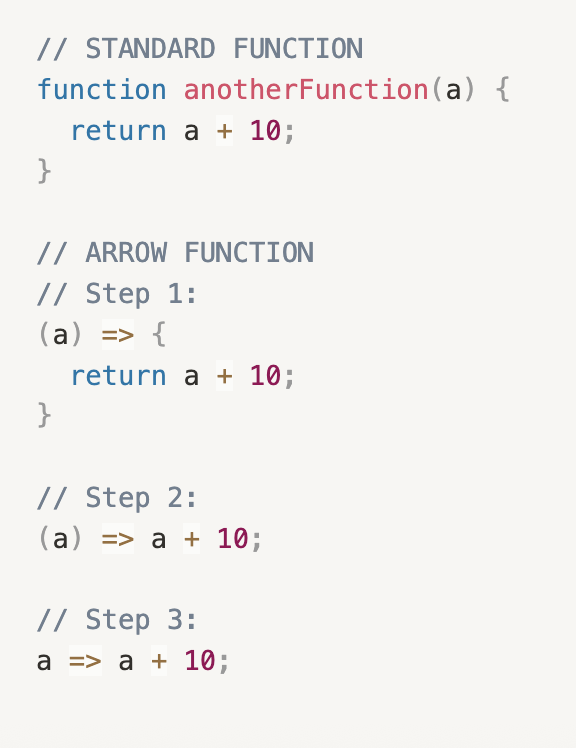 // STANDARD FUNCTION
function anotherFunction(a) {
  return a + 10;
}

// ARROW FUNCTION
// Step 1:
(a) => {
  return a + 10;
}

// Step 2:
(a) => a + 10;

// Step 3:
a => a + 10;